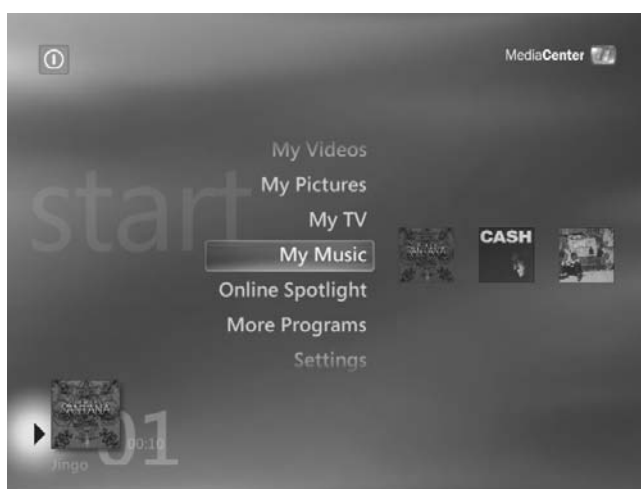 MediaCenter
start
My Videos
My Pictures
My TV
My Music
Online Spotlight
More Programs
Settings
SANTANA
CASH
SANTANA
01
00:10
Jingo